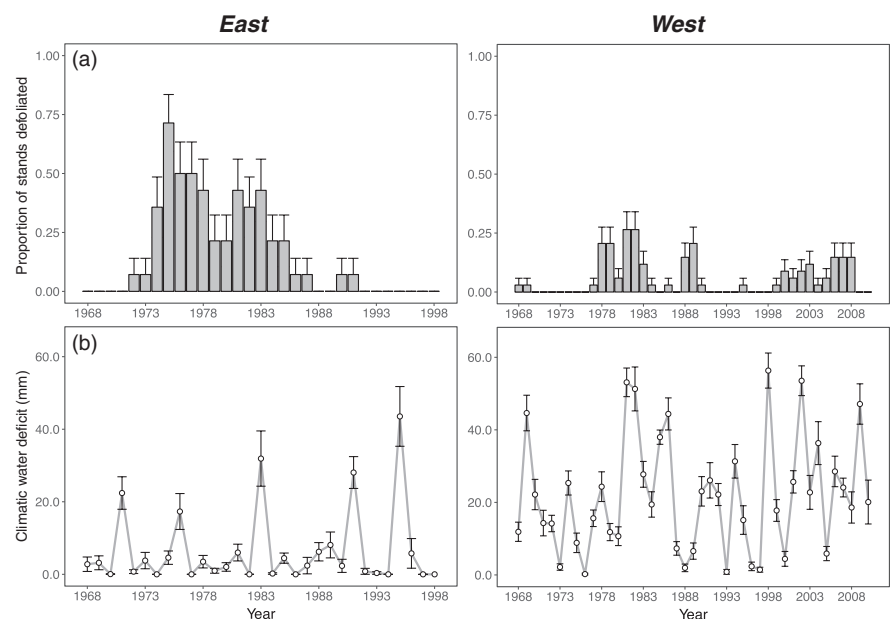 East West
(a)
Proportion of stands defoliated
1.00
0.75
0.50
0.25
0.00
1968 1973 1978 1983 1988 1993 1998
1.00
0.75
0.50
0.25
0.00
1968 1973 1978 1983 1988 1993 1998 2003 2008
(b)
Climatic water deficit (mm)
60.0
40.0
20.0
0.0
1968 1973 1978 1983 1988 1993 1998
Year
60.0
40.0
20.0
0.0
1968 1973 1978 1983 1988 1993 1998 2003 2008
Year